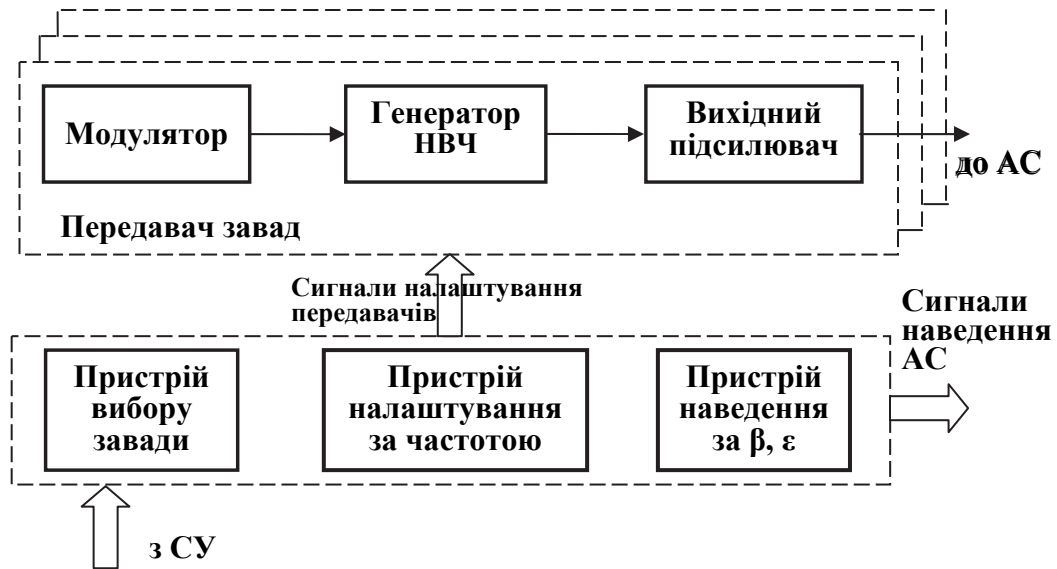 Модулятор
Генератор
НВЧ
Вихідний
підсилювач
до АС
Передавач завад
Сигнали налаштування
передавачів
Сигнали
наведення
АС
Пристрій
вибору
завади
Пристрій
налаштування
за частотою
Пристрій
наведення
за β, ε
з СУ